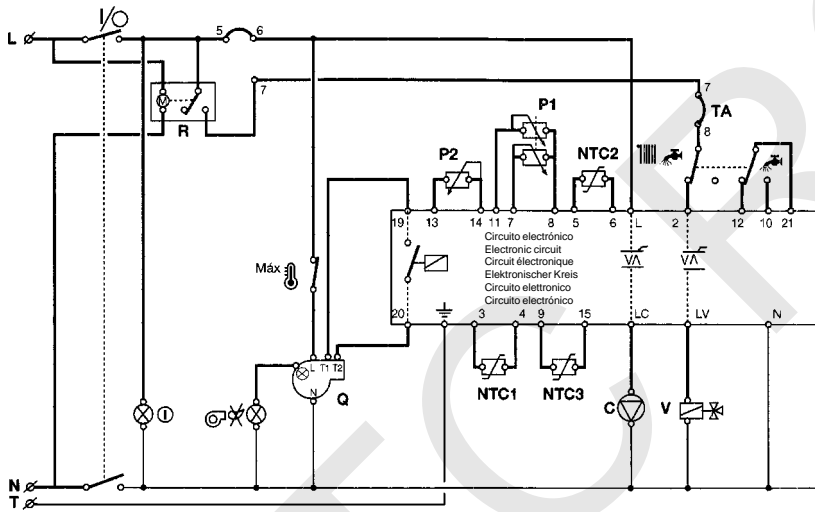 I/O
L
5 6
7
M
R
7
TA
8
P1
P2
NTC2
19 13 14 11 7 8 5 6 L 2 12 10 21
Circuito electrónico
Electronic circuit
Circuit électronique
Elektronischer Kreis
Circuito elettronico
Circuito electrónico
Máx
20 3 4 9 15 LC LV N
L T1 T2
N
Q
NTC1 NTC3 C V
I
N
T